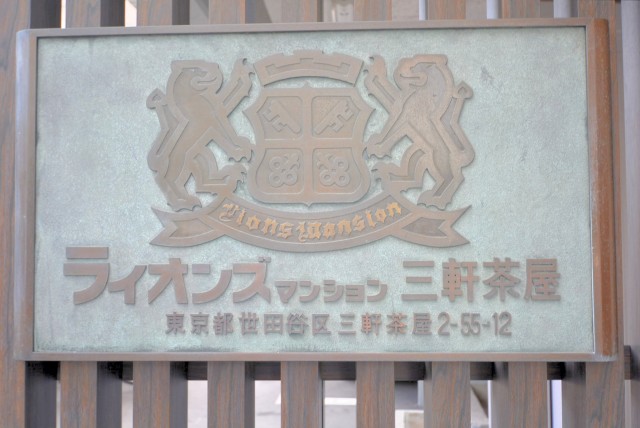 Lions Mansion
ライオンズマンション 三軒茶屋
東京都世田谷区三軒茶屋2-55-12